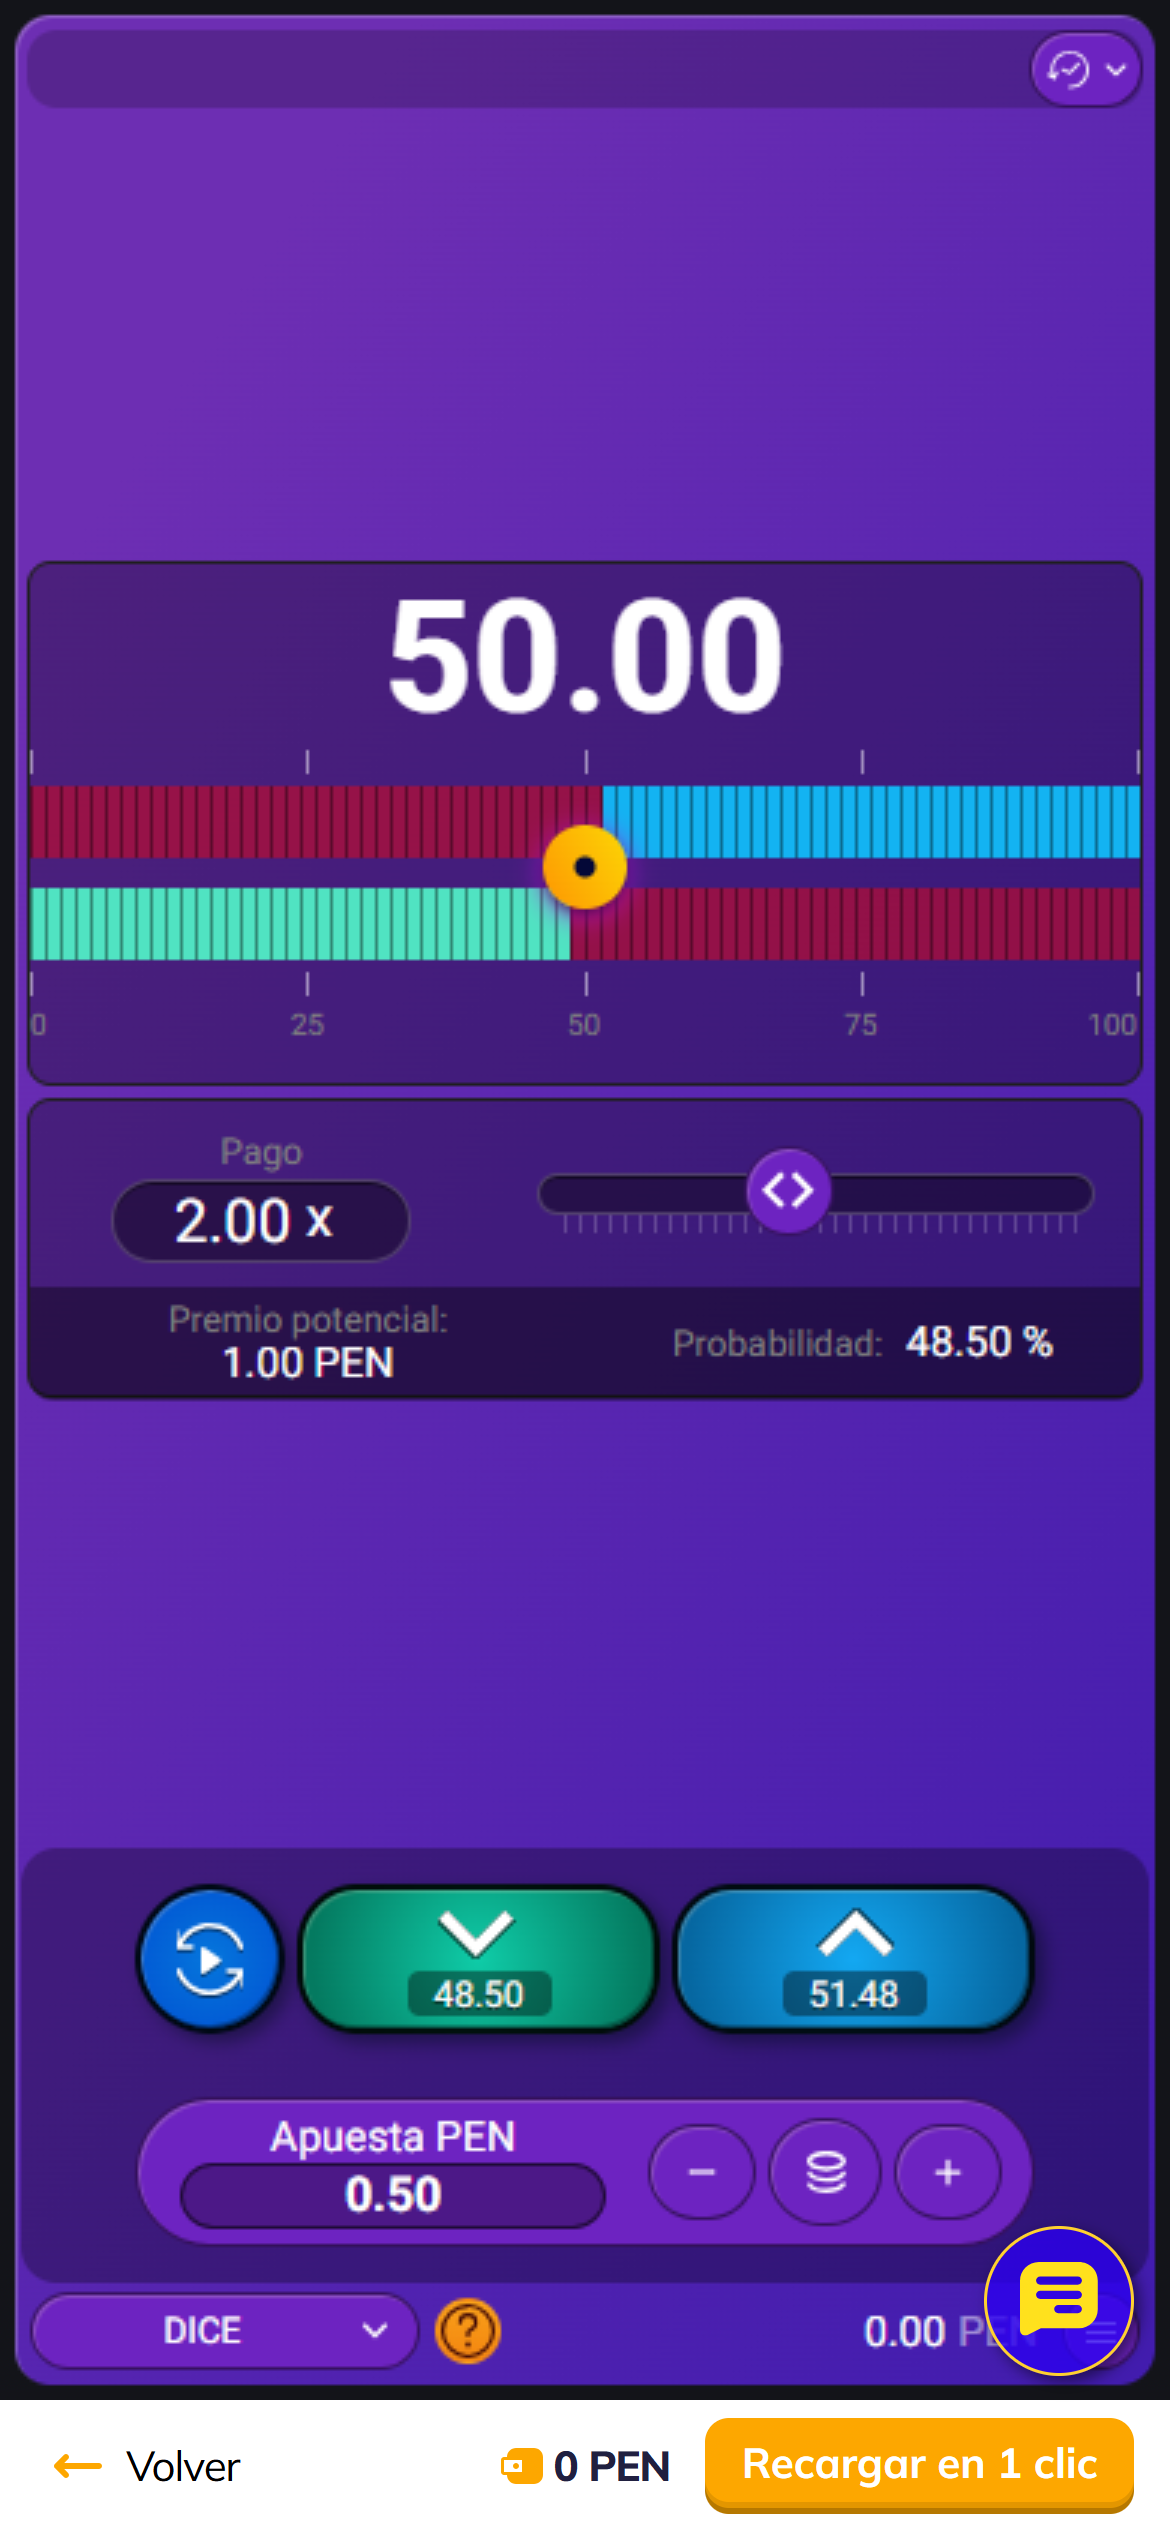 50.00
0 25 50 75 100
Pago
2.00 x
Premio potencial:
1.00 PEN
Probabilidad: 48.50 %
48.50 51.48
Apuesta PEN
0.50
DICE
0.00 PEN
Volver
0 PEN
Recargar en 1 clic